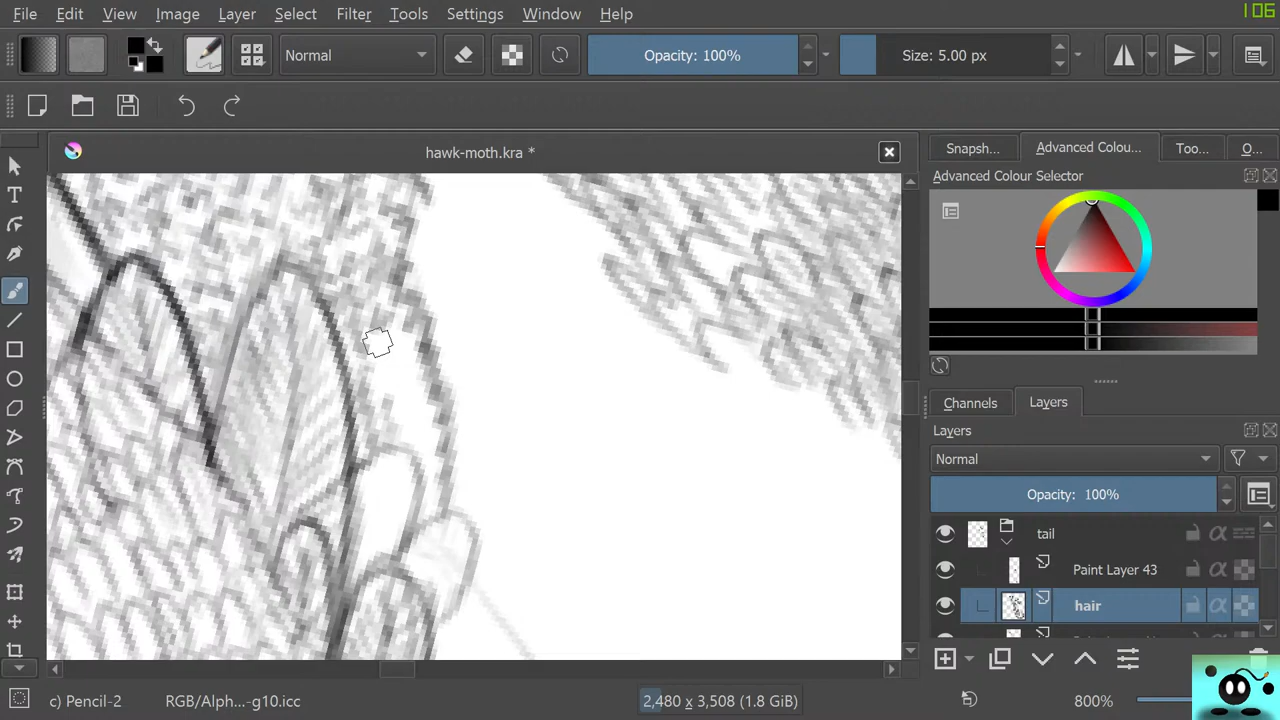 File Edit View Image Layer Select Filter Tools Settings Window Help
106
Normal
Opacity: 100%
Size: 5.00 px
hawk-moth.kra *
Snapsh...
Advanced Colou...
Too...
O...
Advanced Colour Selector
Channels
Layers
Layers
Normal
Opacity: 100%
tail
Paint Layer 43
hair
c) Pencil-2
RGB/Alph...-g10.icc
2,480 x 3,508 (1.8 GiB)
800%